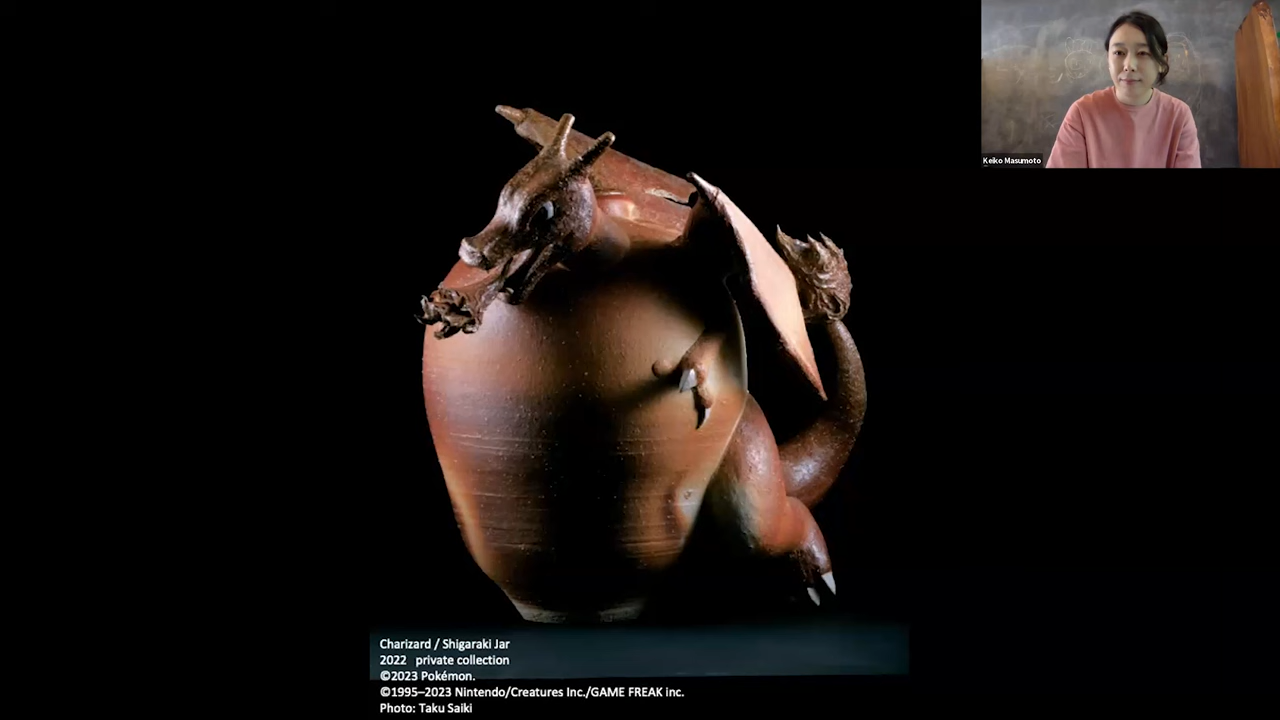 Keiko Masumoto
Charizard / Shigaraki Jar
2022 private collection
©2023 Pokémon.
©1995–2023 Nintendo/Creatures Inc./GAME FREAK inc.
Photo: Taku Saiki